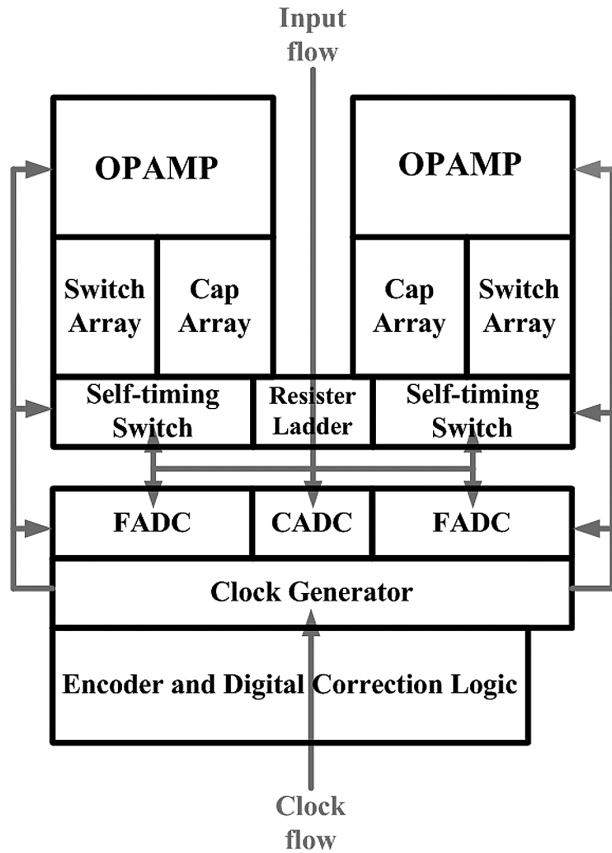 Input
flow
OPAMP
OPAMP
Switch
Array
Cap
Array
Cap
Array
Switch
Array
Self-timing
Switch
Resister
Ladder
Self-timing
Switch
FADC
CADC
FADC
Clock Generator
Encoder and Digital Correction Logic
Clock
flow